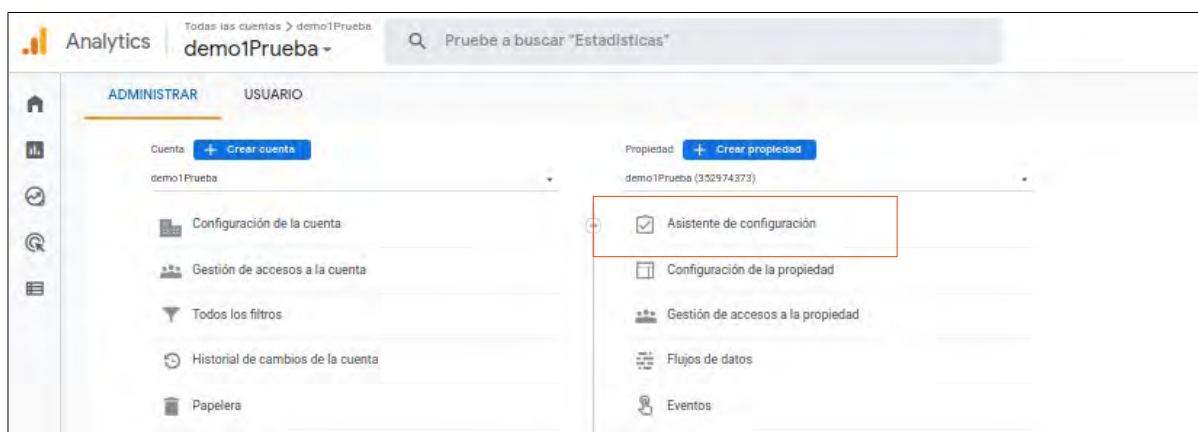 Analytics
Todas las cuentas > demo1Prueba
demo1Prueba
Pruebe a buscar "Estadisticas"
ADMINISTRAR USUARIO
Cuenta + Crear cuenta
demo1Prueba
Configuración de la cuenta
Gestión de accesos a la cuenta
Todos los filtros
Historial de cambios de la cuenta
Papelera
Propiedad + Crear propiedad
demo1Prueba (352974373)
Asistente de configuración
Configuración de la propiedad
Gestión de accesos a la propiedad
Flujos de datos
Eventos